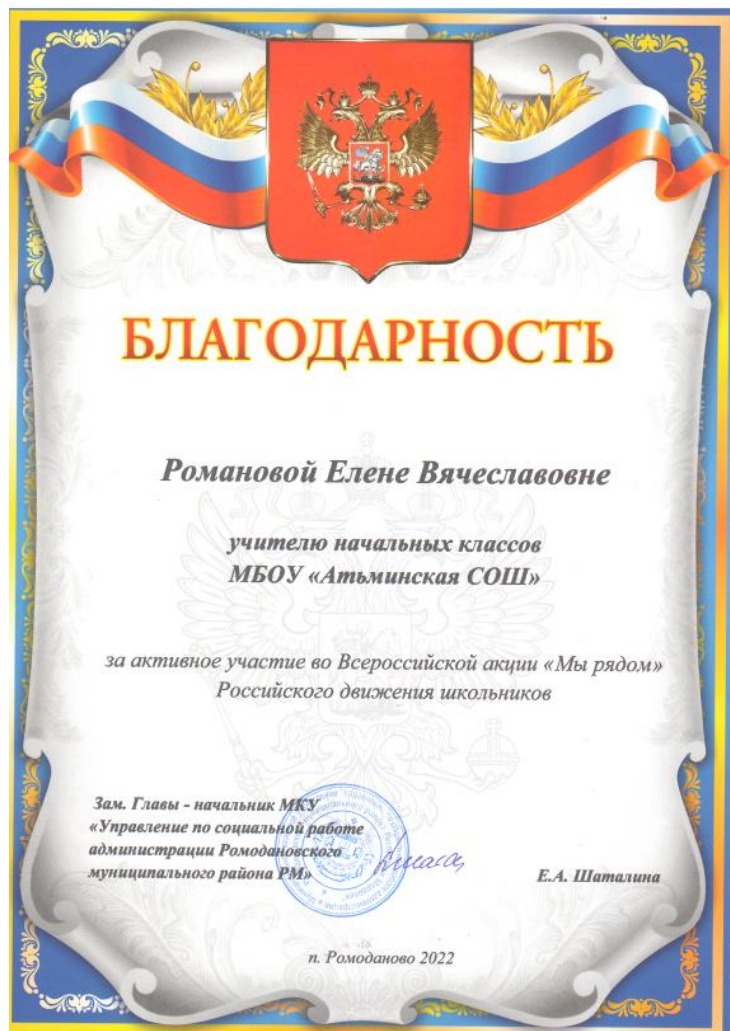 БЛАГОДАРНОСТЬ
Романовой Елене Вячеславовне
учителю начальных классов
МБОУ «Атьминская СОШ»
за активное участие во Всероссийской акции «Мы рядом»
Российского движения школьников
Зам. Главы - начальник МКУ
«Управление по социальной работе
администрации Ромодановского
муниципального района РМ»
Е.А. Шаталина
п. Ромоданово 2022